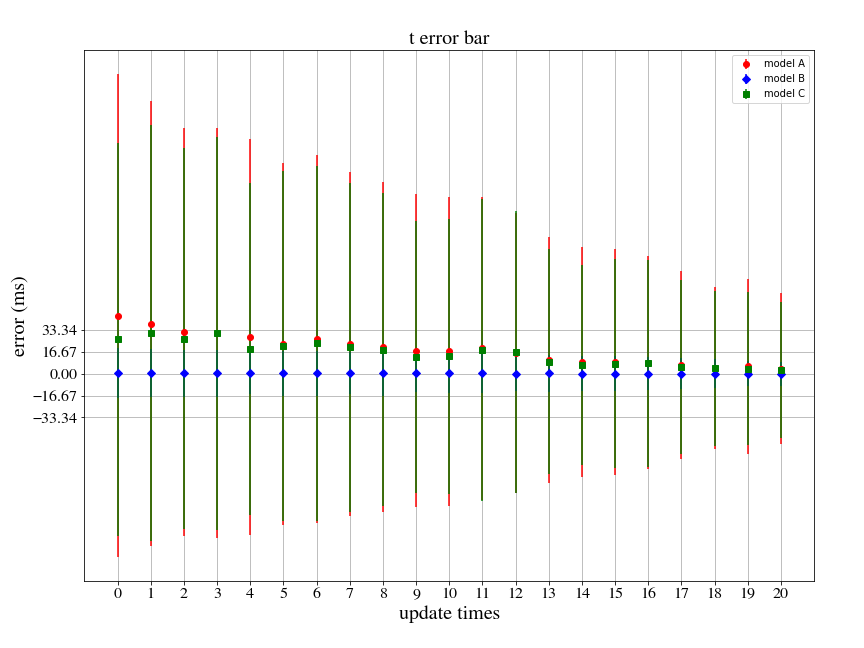 t error bar
model A
model B
model C
error (ms)
33.34
16.67
0.00
−16.67
−33.34
0 1 2 3 4 5 6 7 8 9 10 11 12 13 14 15 16 17 18 19 20
update times